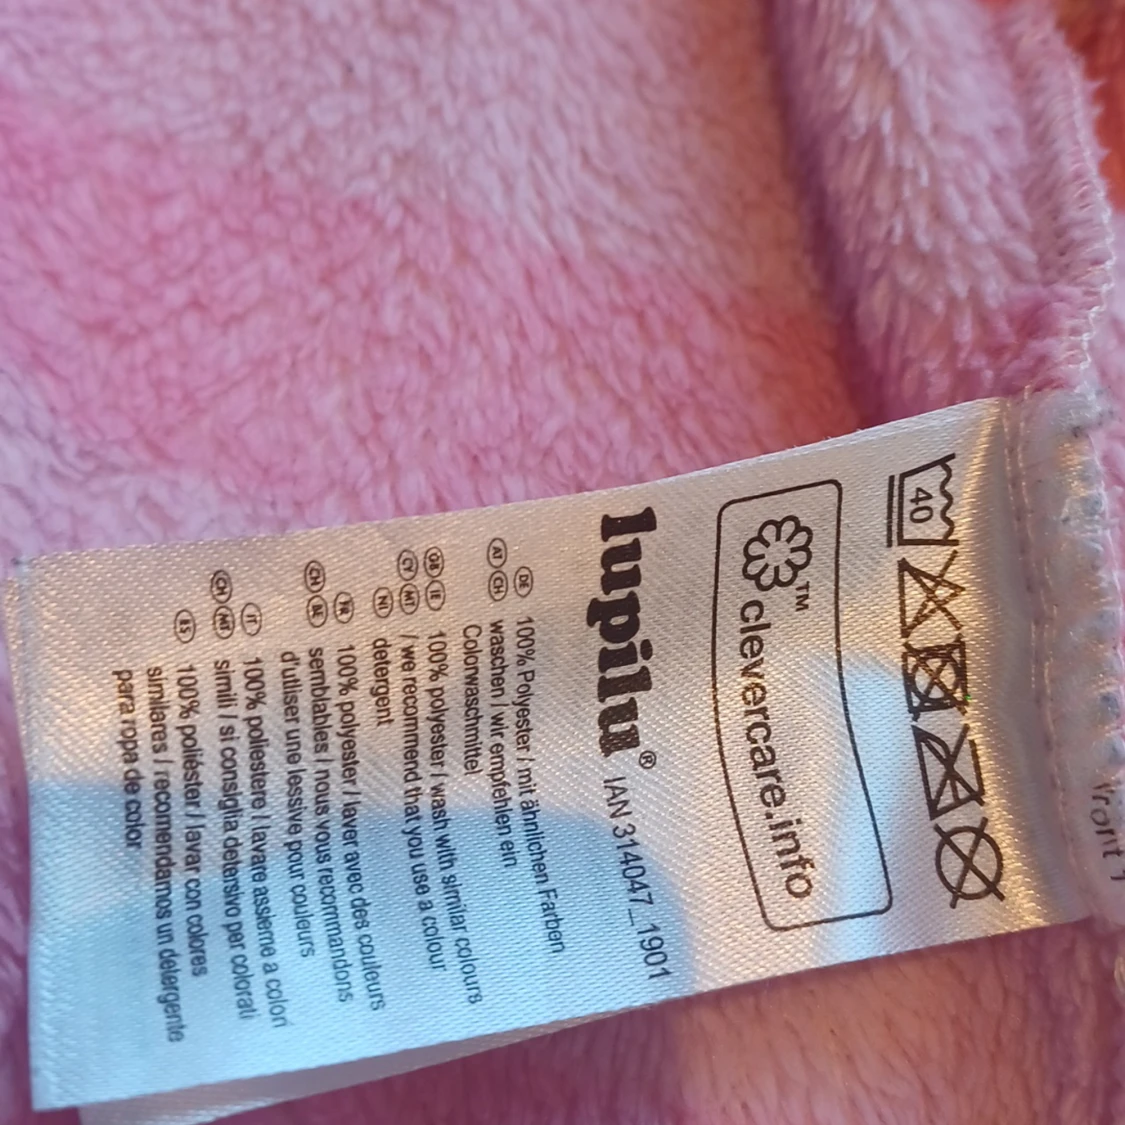 40
clevercare.info™
lupilu® IAN 314047_1901
DE 100% Polyester / mit ähnlichen Farben
AT CH waschen / wir empfehlen ein
Colorwaschmittel
GB IE 100% polyester / wash with similar colours
CY MT / we recommend that you use a colour
NI detergent
FR 100% polyester / laver avec des couleurs
CH BE semblables / nous vous recommandons
d'utiliser une lessive pour couleurs
IT 100% poliestere / lavare assieme a colori
CH MT simili / si consiglia detersivo per colorati
ES 100% poliéster / lavar con colores
similares / recomendamos un detergente
para ropa de color